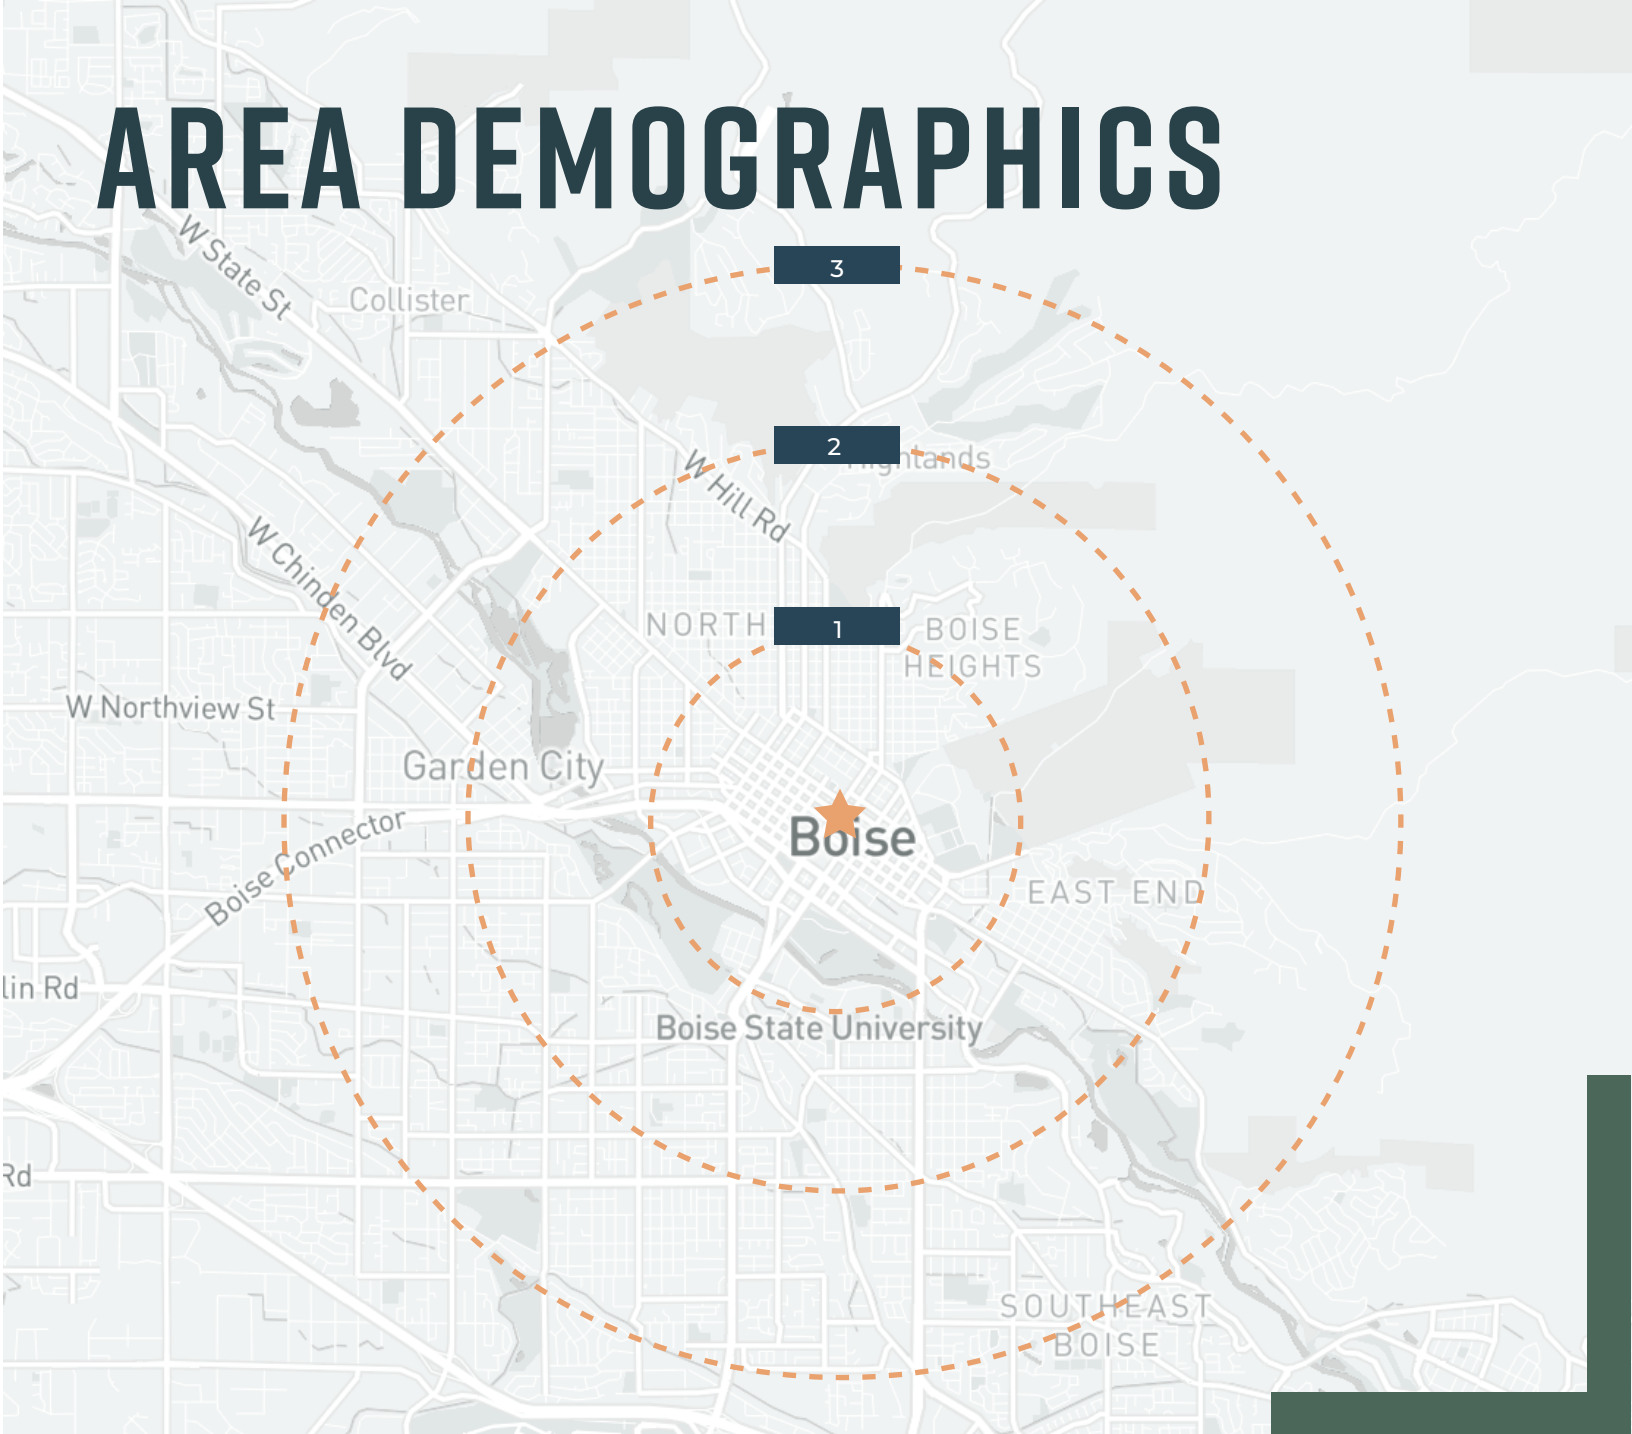 AREA DEMOGRAPHICS
3
W State St
Collister
2
Highlands
W Hill Rd
W Chinden Blvd
1
NORTH
BOISE
HEIGHTS
W Northview St
Garden City
Boise
Boise Connector
EAST END
lin Rd
Boise State University
Rd
SOUTHEAST
BOISE